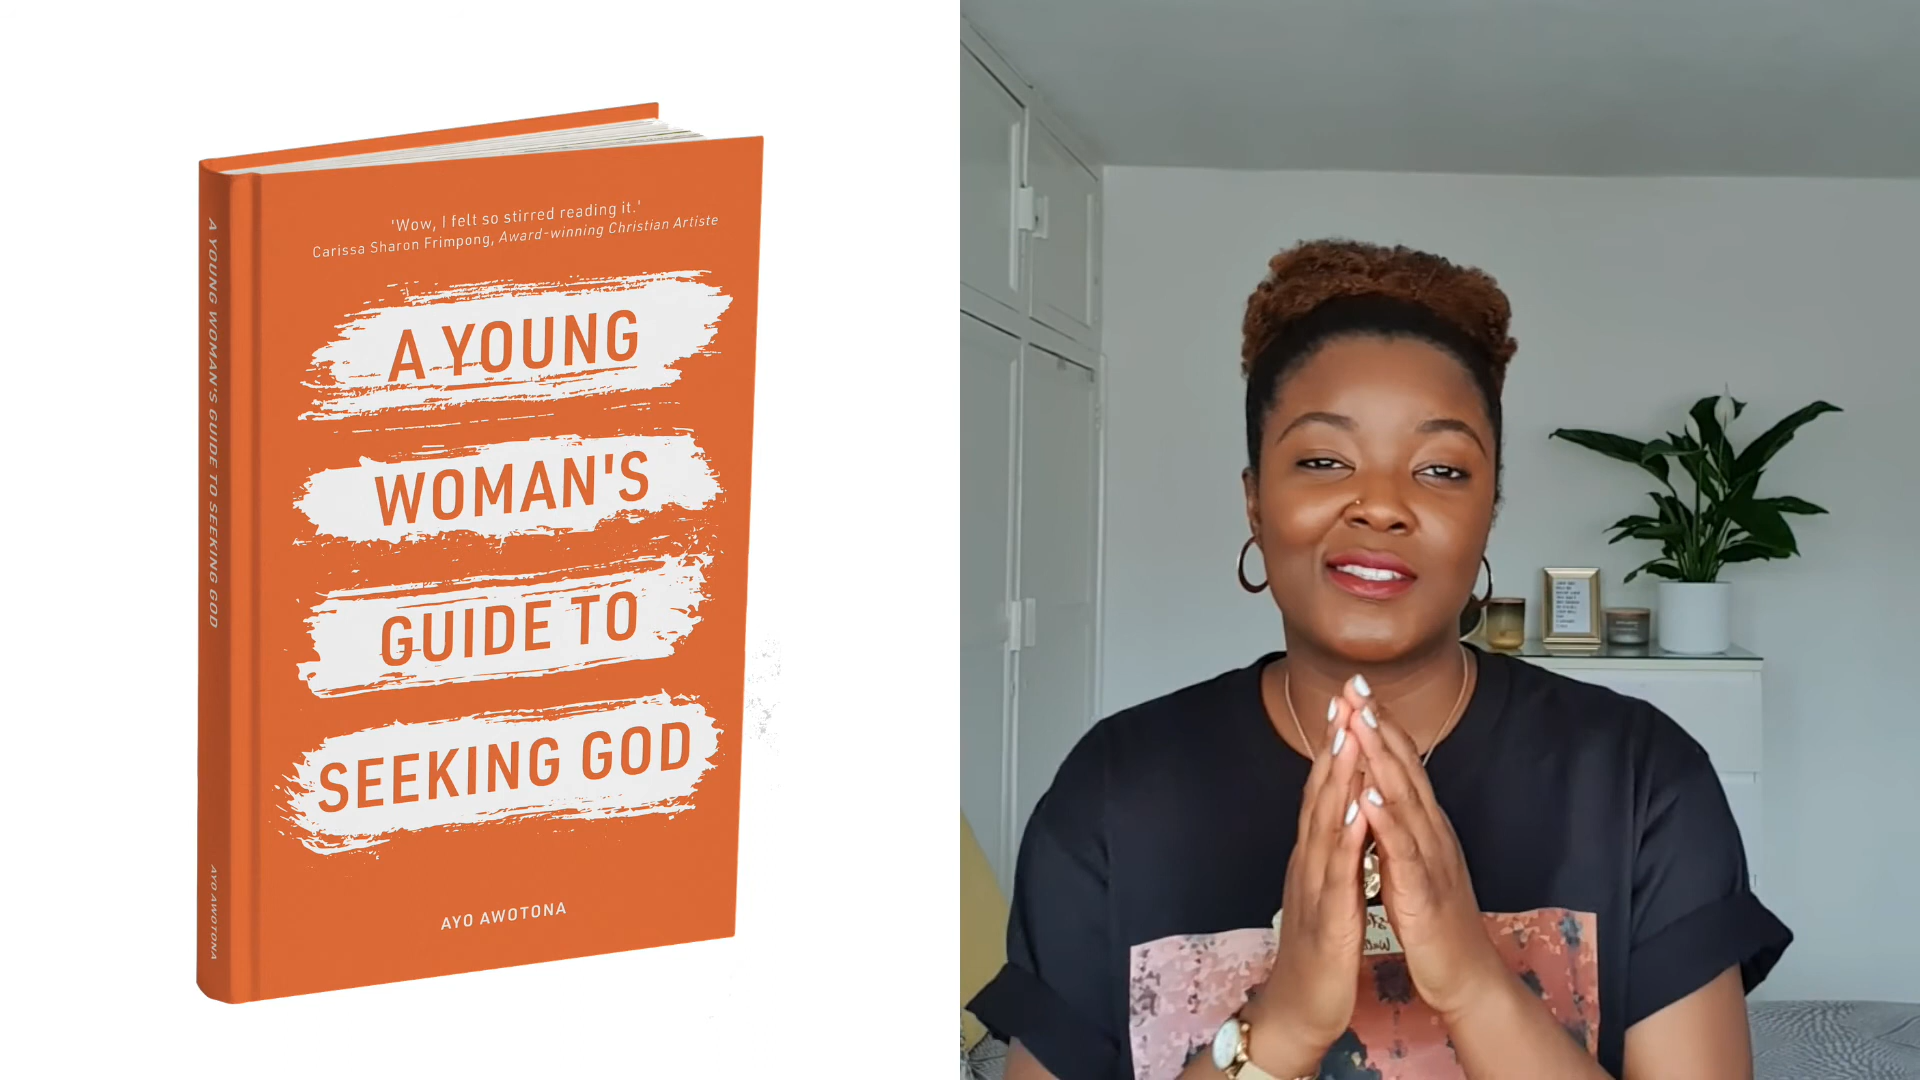 'Wow, I felt so stirred reading it.'
Carissa Sharon Frimpong, Award-winning Christian Artiste
A YOUNG
WOMAN'S
GUIDE TO
SEEKING GOD
AYO AWOTONA
A YOUNG WOMAN'S GUIDE TO SEEKING GOD
AYO AWOTONA